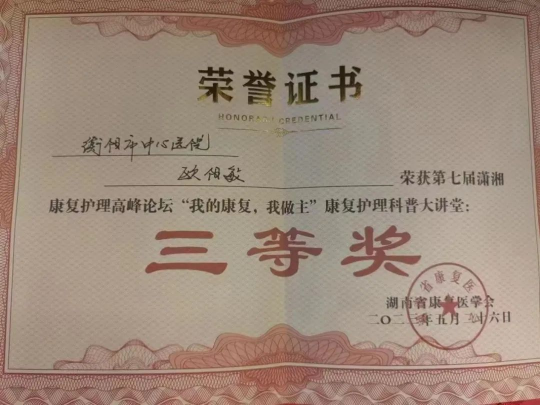 荣誉证书
HONORARY CREDENTIAL
衡阳市中心医院
欧阳敏 荣获第七届潇湘
康复护理高峰论坛“我的康复，我做主”康复护理科普大讲堂：
三等奖
湖南省康复医学会
二〇二三年五月二十六日